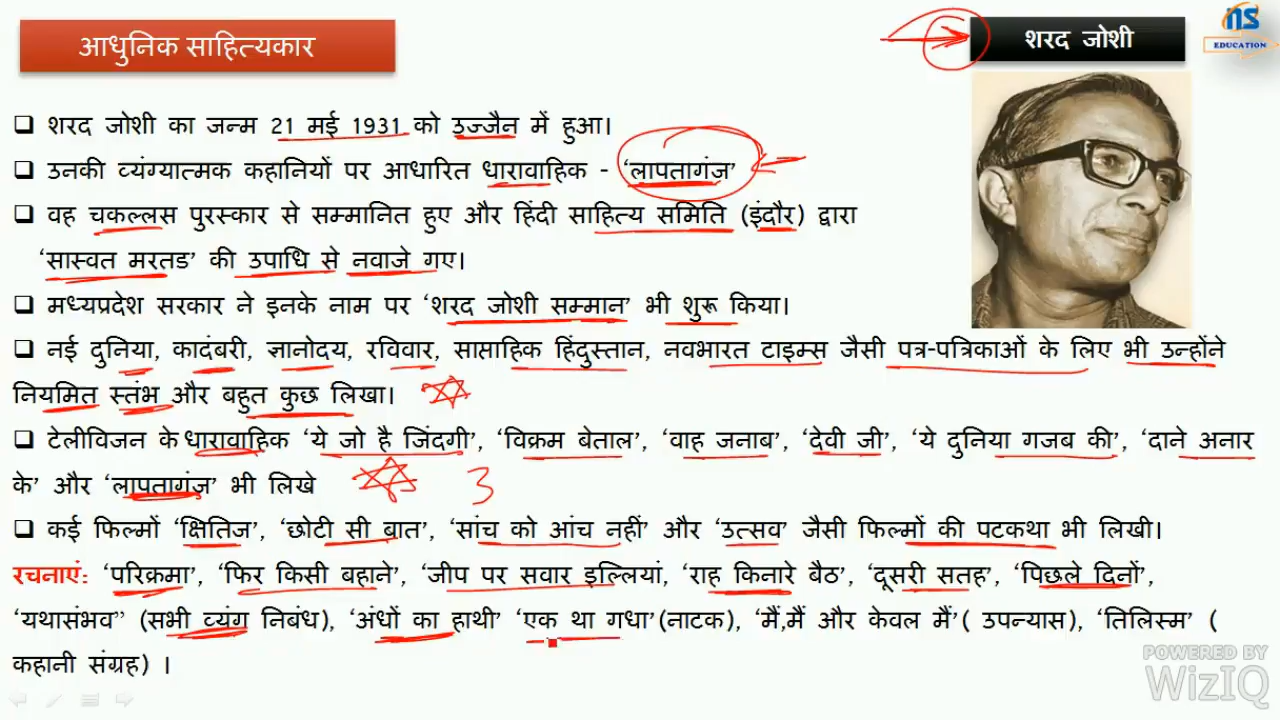 आधुनिक साहित्यकार
शरद जोशी
ins
EDUCATION
❑ शरद जोशी का जन्म 21 मई 1931 को उज्जैन में हुआ।
❑ उनकी व्यंग्यात्मक कहानियों पर आधारित धारावाहिक - ‘लापतागंज’
❑ वह चकल्लस पुरस्कार से सम्मानित हुए और हिंदी साहित्य समिति (इंदौर) द्वारा
‘सास्वत मरतड’ की उपाधि से नवाजे गए।
❑ मध्यप्रदेश सरकार ने इनके नाम पर ‘शरद जोशी सम्मान’ भी शुरू किया।
❑ नई दुनिया, कादंबरी, ज्ञानोदय, रविवार, साप्ताहिक हिंदुस्तान, नवभारत टाइम्स जैसी पत्र-पत्रिकाओं के लिए भी उन्होंने
नियमित स्तंभ और बहुत कुछ लिखा।
❑ टेलीविजन के धारावाहिक ‘ये जो है जिंदगी’, ‘विक्रम बेताल’, ‘वाह जनाब’, ‘देवी जी’, ‘ये दुनिया गजब की’, ‘दाने अनार
के’ और ‘लापतागंज’ भी लिखे 3
❑ कई फिल्मों ‘क्षितिज’, ‘छोटी सी बात’, ‘सांच को आंच नहीं’ और ‘उत्सव’ जैसी फिल्मों की पटकथा भी लिखी।
रचनाएं: ‘परिक्रमा’, ‘फिर किसी बहाने’, ‘जीप पर सवार इल्लियां, ‘राह किनारे बैठ’, ‘दूसरी सतह’, ‘पिछले दिनों’,
‘यथासंभव” (सभी व्यंग निबंध), ‘अंधों का हाथी’ ‘एक था गधा’ (नाटक), ‘मैं,मैं और केवल मैं’ ( उपन्यास), ‘तिलिस्म’ (
कहानी संग्रह) ।
POWERED BY
WizIQ